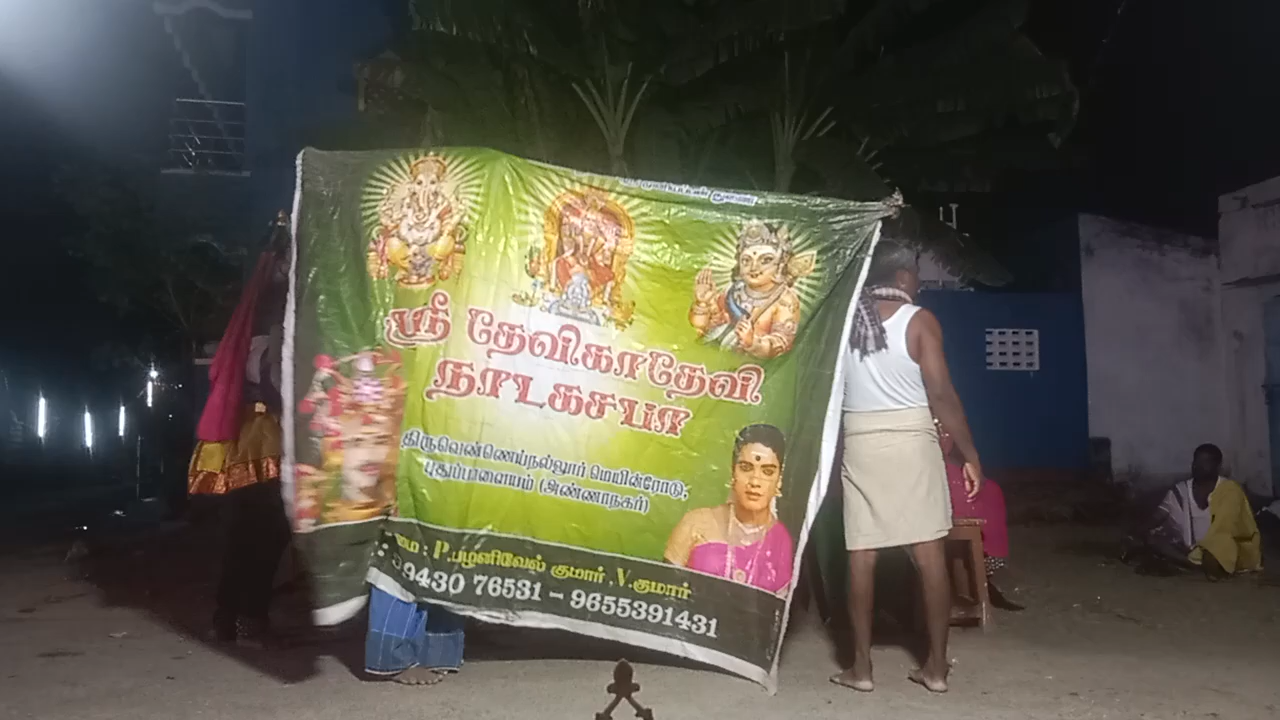 துணை
ஸ்ரீ தேவிகாதேவி
நாடகசபா
திருவெண்ணெய்நல்லூர் மெயின்ரோடு,
புதுப்பாளையம் (அண்ணாநகர்)
மை : P.பழனிவேல் குமார் .V.குமார்
9430 76531 – 9655391431